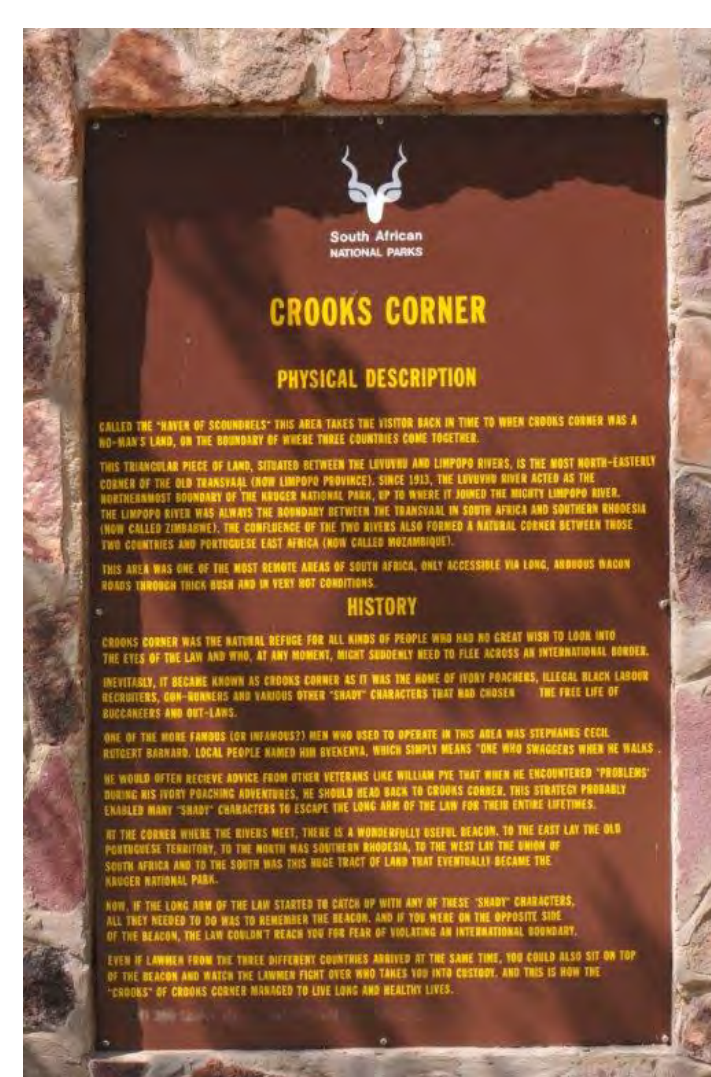 South African
NATIONAL PARKS
CROOKS CORNER
PHYSICAL DESCRIPTION
CALLED THE "HAVEN OF SCOUNDRELS" THIS AREA TAKES THE VISITOR BACK IN TIME TO WHEN CROOKS CORNER WAS A
NO-MAN'S LAND, ON THE BOUNDARY OF WHERE THREE COUNTRIES COME TOGETHER.
THIS TRIANGULAR PIECE OF LAND, SITUATED BETWEEN THE LUVUVHU AND LIMPOPO RIVERS, IS THE MOST NORTH-EASTERLY
CORNER OF THE OLD TRANSVAAL (NOW LIMPOPO PROVINCE). SINCE 1913, THE LUVUVHU RIVER ACTED AS THE
NORTHERNMOST BOUNDARY OF THE KRUGER NATIONAL PARK, UP TO WHERE IT JOINED THE MIGHTY LIMPOPO RIVER.
THE LIMPOPO RIVER WAS ALWAYS THE BOUNDARY BETWEEN THE TRANSVAAL IN SOUTH AFRICA AND SOUTHERN RHODESIA
(NOW CALLED ZIMBABWE). THE CONFLUENCE OF THE TWO RIVERS ALSO FORMED A NATURAL CORNER BETWEEN THOSE
TWO COUNTRIES AND PORTUGUESE EAST AFRICA (NOW CALLED MOZAMBIQUE).
THIS AREA WAS ONE OF THE MOST REMOTE AREAS OF SOUTH AFRICA, ONLY ACCESSIBLE VIA LONG, ARDUOUS WAGON
ROADS THROUGH THICK BUSH AND IN VERY HOT CONDITIONS.
HISTORY
CROOKS CORNER WAS THE NATURAL REFUGE FOR ALL KINDS OF PEOPLE WHO HAD NO GREAT WISH TO LOOK INTO
THE EYES OF THE LAW AND WHO, AT ANY MOMENT, MIGHT SUDDENLY NEED TO FLEE ACROSS AN INTERNATIONAL BORDER.
INEVITABLY, IT BECAME KNOWN AS CROOKS CORNER AS IT WAS THE HOME OF IVORY POACHERS, ILLEGAL BLACK LABOUR
RECRUITERS, GUN-RUNNERS AND VARIOUS OTHER "SHADY" CHARACTERS THAT HAD CHOSEN THE FREE LIFE OF
BUCCANEERS AND OUT-LAWS.
ONE OF THE MORE FAMOUS (OR INFAMOUS?) MEN WHO USED TO OPERATE IN THIS AREA WAS STEPHANUS CECIL
RUTGERT BARNARD. LOCAL PEOPLE NAMED HIM BVEKENYA, WHICH SIMPLY MEANS "ONE WHO SWAGGERS WHEN HE WALKS .
HE WOULD OFTEN RECIEVE ADVICE FROM OTHER VETERANS LIKE WILLIAM PYE THAT WHEN HE ENCOUNTERED "PROBLEMS"
DURING HIS IVORY POACHING ADVENTURES, HE SHOULD HEAD BACK TO CROOKS CORNER. THIS STRATEGY PROBABLY
ENABLED MANY "SHADY" CHARACTERS TO ESCAPE THE LONG ARM OF THE LAW FOR THEIR ENTIRE LIFETIMES.
AT THE CORNER WHERE THE RIVERS MEET, THERE IS A WONDERFULLY USEFUL BEACON. TO THE EAST LAY THE OLD
PORTUGUESE TERRITORY, TO THE NORTH WAS SOUTHERN RHODESIA, TO THE WEST LAY THE UNION OF
SOUTH AFRICA AND TO THE SOUTH WAS THIS HUGE TRACT OF LAND THAT EVENTUALLY BECAME THE
KRUGER NATIONAL PARK.
NOW, IF THE LONG ARM OF THE LAW STARTED TO CATCH UP WITH ANY OF THESE "SHADY" CHARACTERS,
ALL THEY NEEDED TO DO WAS TO REMEMBER THE BEACON. AND IF YOU WERE ON THE OPPOSITE SIDE
OF THE BEACON, THE LAW COULDN'T REACH YOU FOR FEAR OF VIOLATING AN INTERNATIONAL BOUNDARY.
EVEN IF LAWMEN FROM THE THREE DIFFERENT COUNTRIES ARRIVED AT THE SAME TIME, YOU COULD ALSO SIT ON TOP
OF THE BEACON AND WATCH THE LAWMEN FIGHT OVER WHO TAKES YOU INTO CUSTODY. AND THIS IS HOW THE
"CROOKS" OF CROOKS CORNER MANAGED TO LIVE LONG AND HEALTHY LIVES.